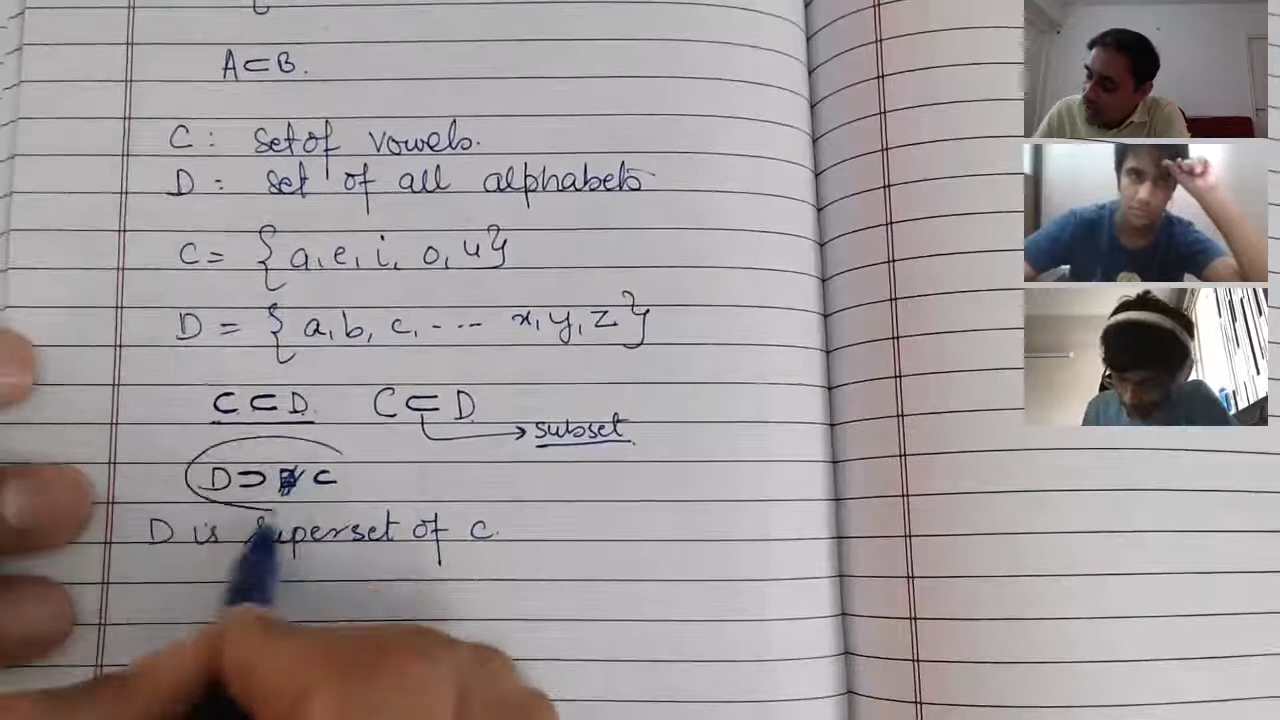 A⊂B.
C: set of vowels.
D: set of all alphabets
C= {a, e, i, o, u}
D = {a, b, c, --- x, y, z}
C⊂D. C⊂D
→ subset
D⊃ C
D is superset of C.